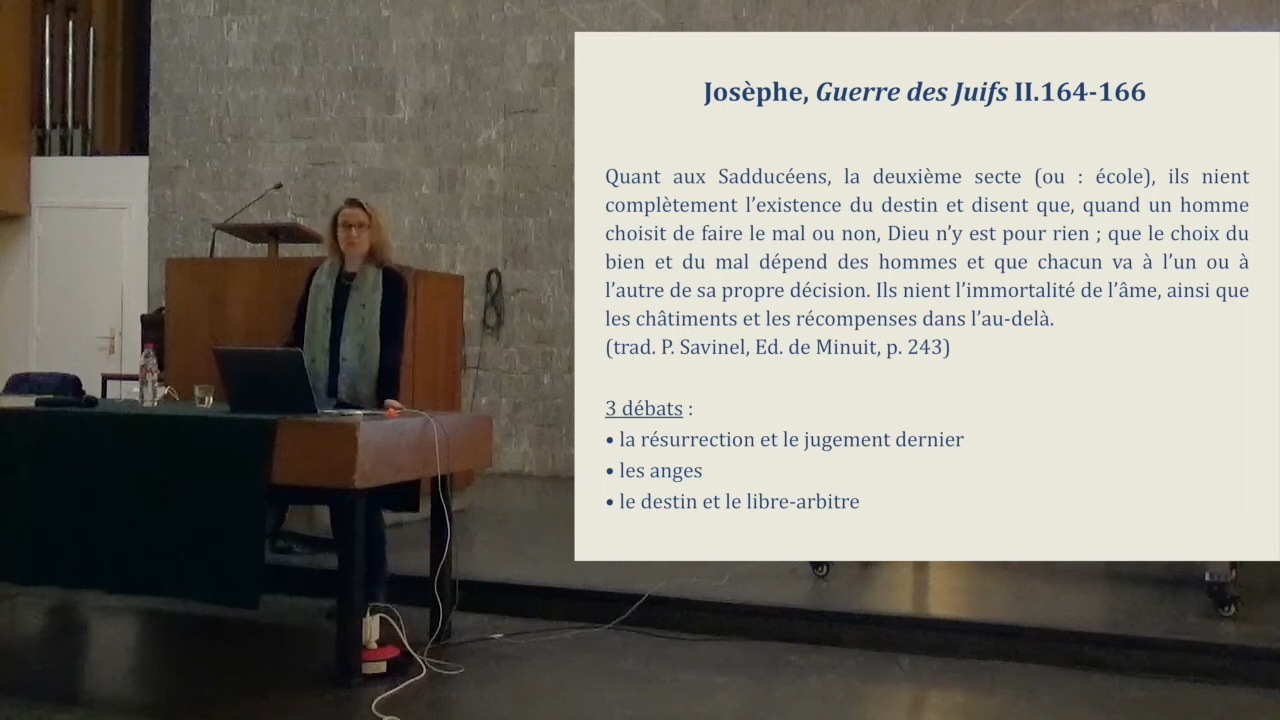 Josèphe, Guerre des Juifs II.164-166
Quant aux Sadducéens, la deuxième secte (ou : école), ils nient
complètement l’existence du destin et disent que, quand un homme
choisit de faire le mal ou non, Dieu n’y est pour rien ; que le choix du
bien et du mal dépend des hommes et que chacun va à l’un ou à
l’autre de sa propre décision. Ils nient l’immortalité de l’âme, ainsi que
les châtiments et les récompenses dans l’au-delà.
(trad. P. Savinel, Ed. de Minuit, p. 243)
3 débats :
• la résurrection et le jugement dernier
• les anges
• le destin et le libre-arbitre